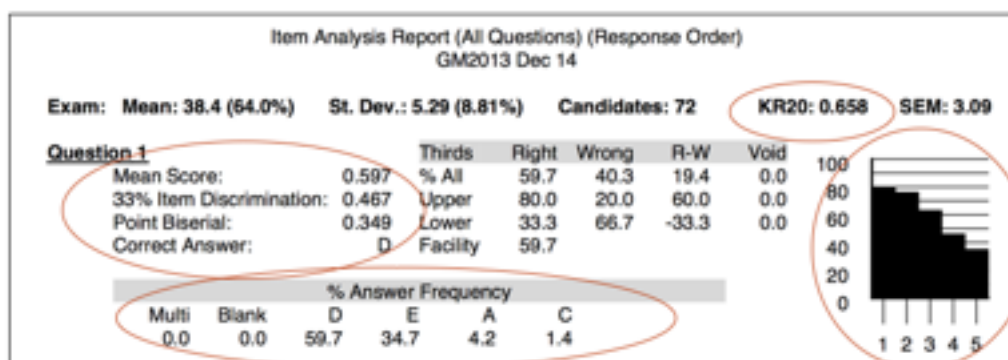 Item Analysis Report (All Questions) (Response Order)
GM2013 Dec 14
Exam: Mean: 38.4 (64.0%) St. Dev.: 5.29 (8.81%) Candidates: 72 KR20: 0.658 SEM: 3.09
Question 1 Thirds Right Wrong R-W Void
Mean Score: 0.597 % All 59.7 40.3 19.4 0.0
33% Item Discrimination: 0.467 Upper 80.0 20.0 60.0 0.0
Point Biserial: 0.349 Lower 33.3 66.7 -33.3 0.0
Correct Answer: D Facility 59.7
% Answer Frequency
Multi Blank D E A C
0.0 0.0 59.7 34.7 4.2 1.4
100
80
60
40
20
0
1 2 3 4 5